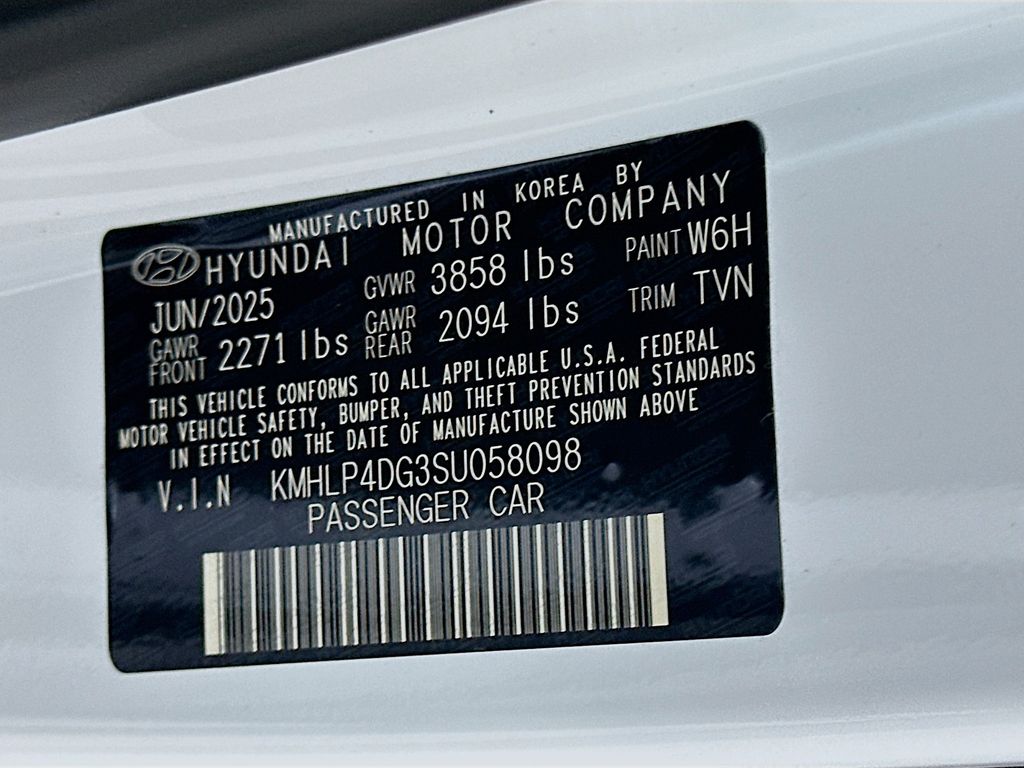 MANUFACTURED IN KOREA BY
HYUNDAI MOTOR COMPANY
JUN/2025 GVWR 3858 lbs PAINT W6H
GAWR FRONT 2271 lbs GAWR REAR 2094 lbs TRIM TVN
THIS VEHICLE CONFORMS TO ALL APPLICABLE U.S.A. FEDERAL
MOTOR VEHICLE SAFETY, BUMPER, AND THEFT PREVENTION STANDARDS
IN EFFECT ON THE DATE OF MANUFACTURE SHOWN ABOVE
V.I.N KMHLP4DG3SU058098
PASSENGER CAR